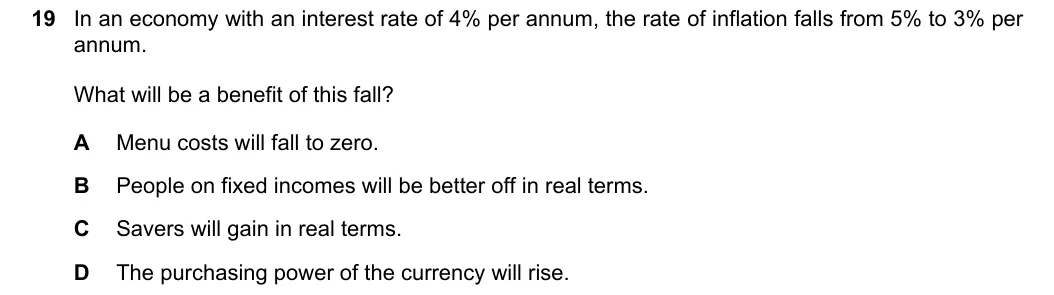 19 In an economy with an interest rate of 4% per annum, the rate of inflation falls from 5% to 3% per
annum.
What will be a benefit of this fall?
A Menu costs will fall to zero.
B People on fixed incomes will be better off in real terms.
C Savers will gain in real terms.
D The purchasing power of the currency will rise.